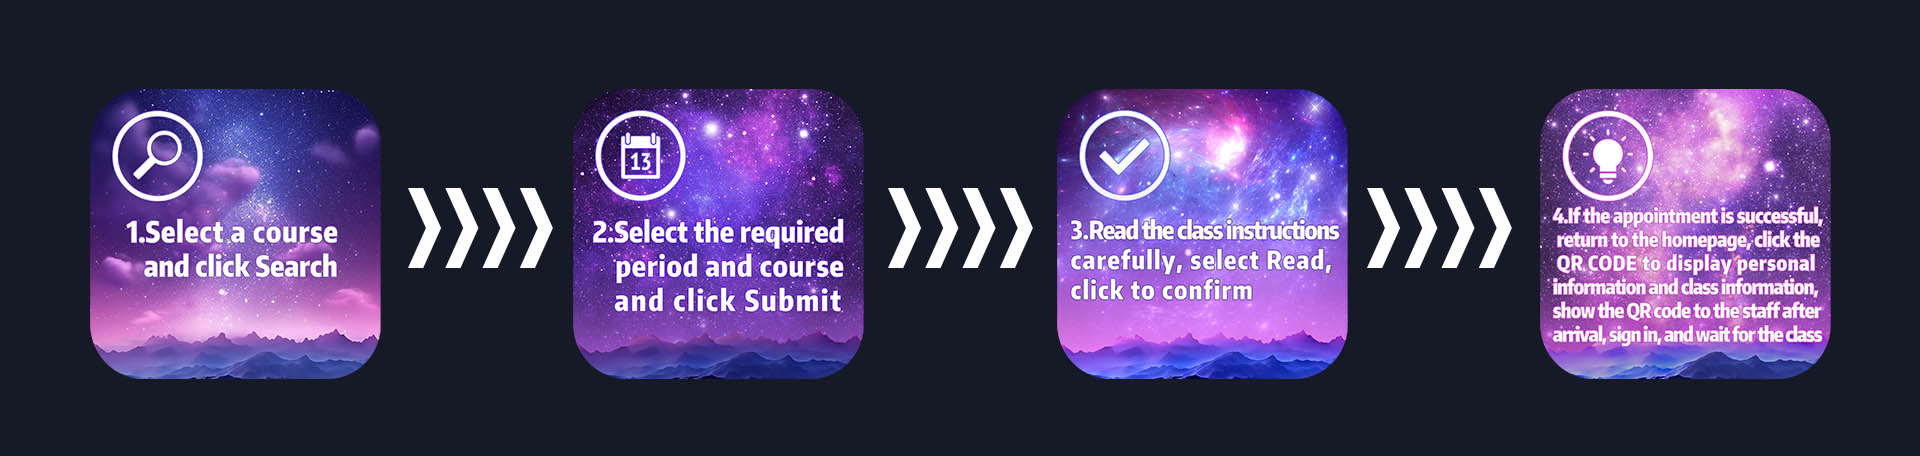 1.Select a course
and click Search
13
2.Select the required
period and course
and click Submit
3.Read the class instructions
carefully, select Read,
click to confirm
4.If the appointment is successful,
return to the homepage, click the
QR CODE to display personal
information and class information,
show the QR code to the staff after
arrival, sign in, and wait for the class